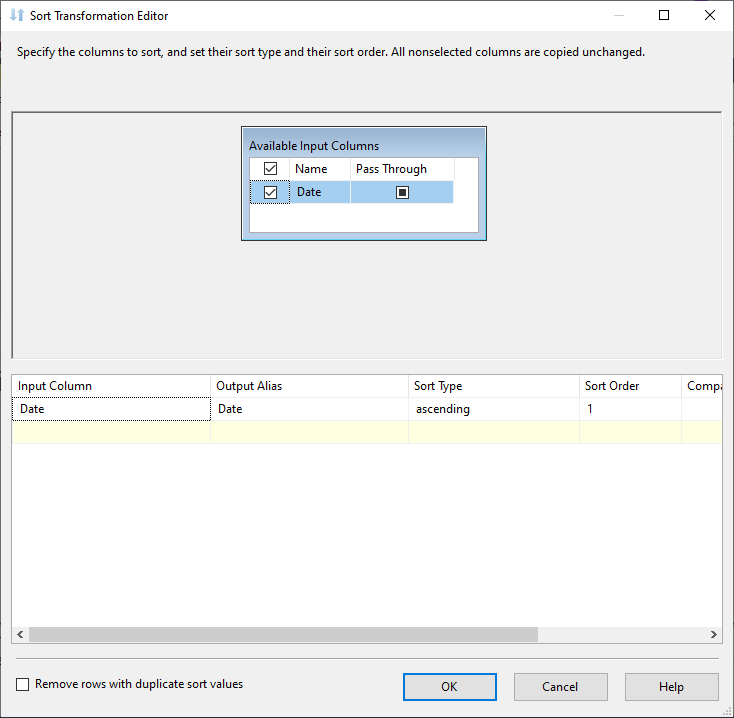 Sort Transformation Editor
Specify the columns to sort, and set their sort type and their sort order. All nonselected columns are copied unchanged.
Available Input Columns
Name Pass Through
Date
Input Column Output Alias Sort Type Sort Order Compa
Date Date ascending 1
Remove rows with duplicate sort values OK Cancel Help